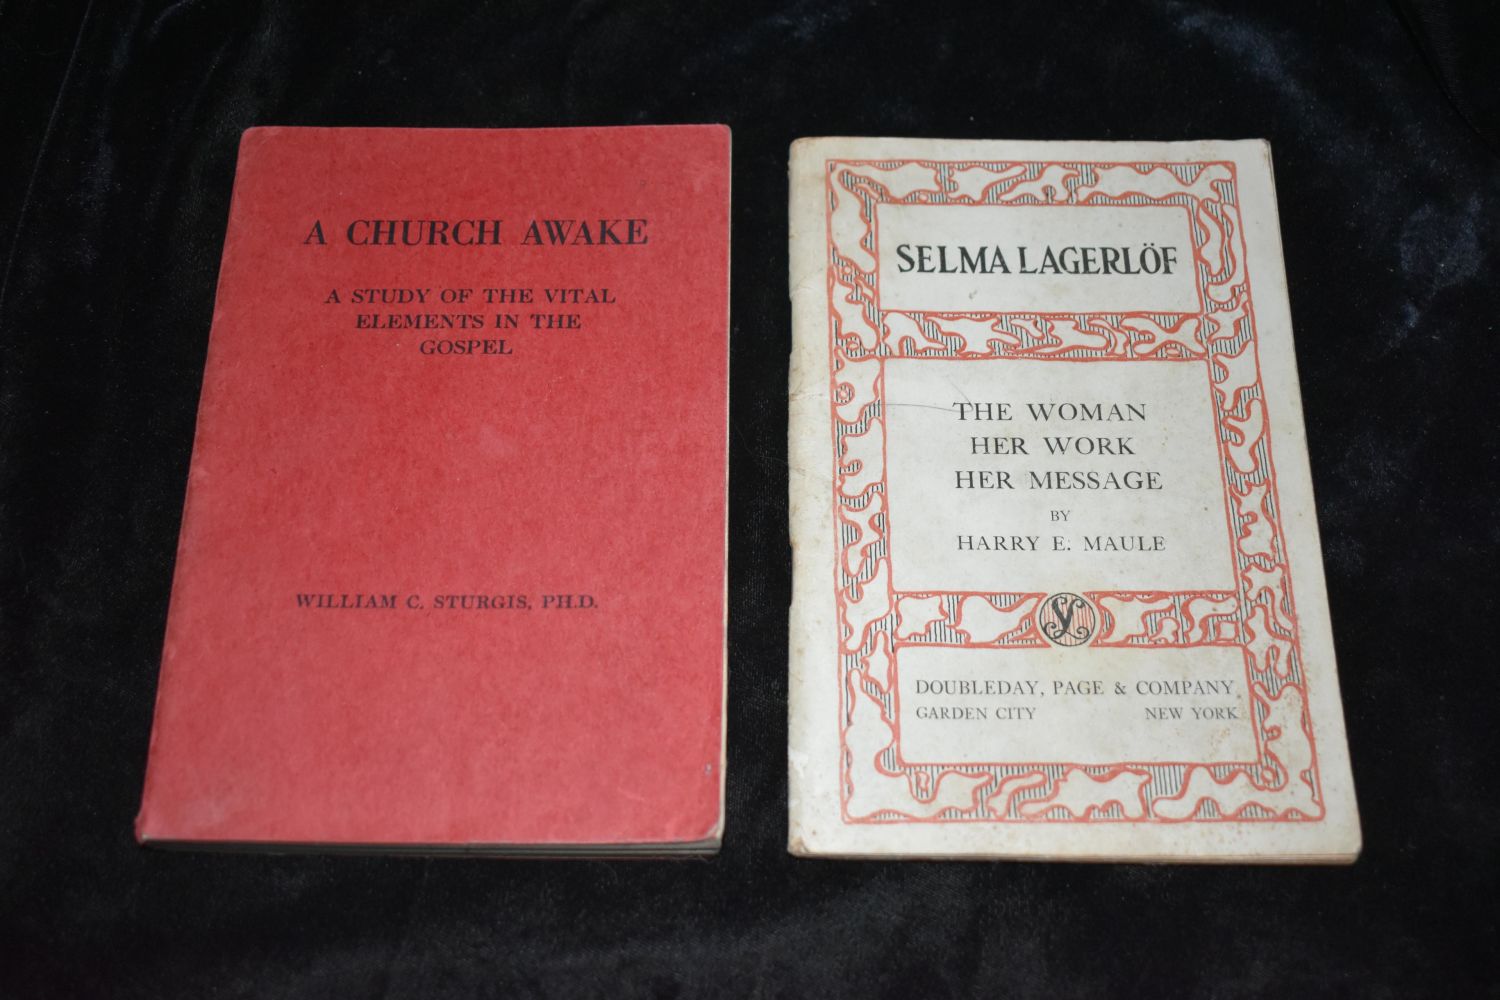 A CHURCH AWAKE
A STUDY OF THE VITAL
ELEMENTS IN THE
GOSPEL
WILLIAM C. STURGIS, PH.D.
SELMA LAGERLÖF
THE WOMAN
HER WORK
HER MESSAGE
BY
HARRY E. MAULE
DOUBLEDAY, PAGE & COMPANY
GARDEN CITY NEW YORK